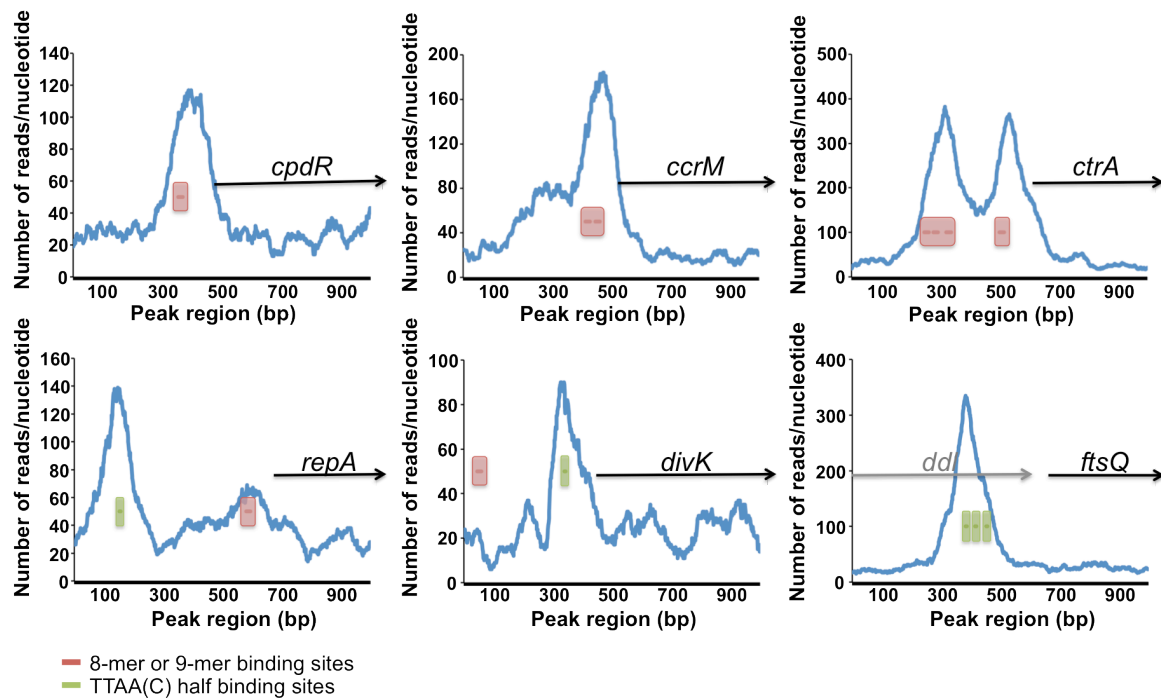 Number of reads/nucleotide
140
120
100
80
60
40
20
0
cpdR
100 300 500 700 900
Peak region (bp)
Number of reads/nucleotide
200
160
120
80
40
0
ccrM
100 300 500 700 900
Peak region (bp)
Number of reads/nucleotide
500
400
300
200
100
0
ctrA
100 300 500 700 900
Peak region (bp)
Number of reads/nucleotide
160
140
120
100
80
60
40
20
0
repA
100 300 500 700 900
Peak region (bp)
Number of reads/nucleotide
100
80
60
40
20
0
divK
100 300 500 700 900
Peak region (bp)
Number of reads/nucleotide
400
300
200
100
0
ddl
ftsQ
100 300 500 700 900
Peak region (bp)
8-mer or 9-mer binding sites
TTAA(C) half binding sites